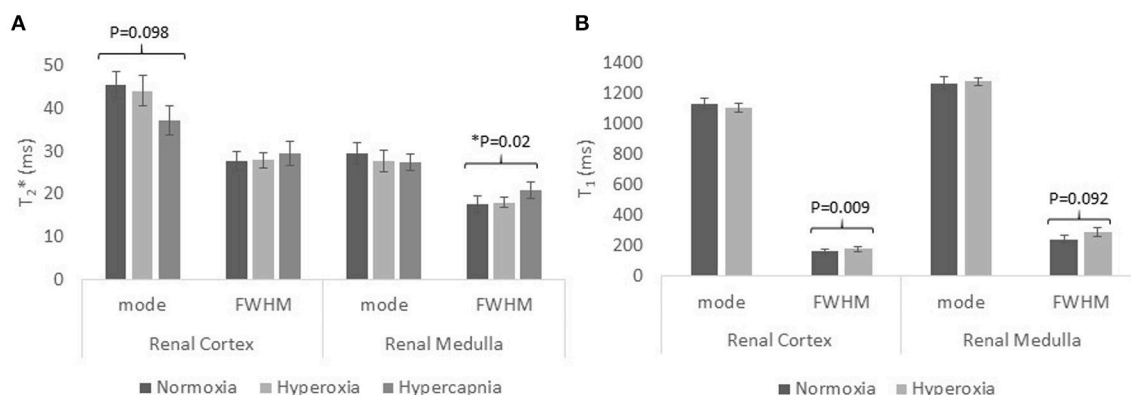 A
P=0.098
50
40
30
20
10
0
T2* (ms)
*P=0.02
mode
FWHM
mode
FWHM
Renal Cortex
Renal Medulla
Normoxia
Hyperoxia
Hypercapnia
B
1400
1200
1000
800
600
400
200
0
T1 (ms)
P=0.009
P=0.092
mode
FWHM
mode
FWHM
Renal Cortex
Renal Medulla
Normoxia
Hyperoxia